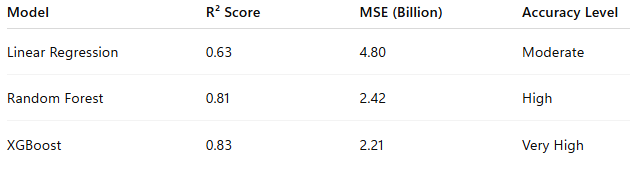 Model R² Score MSE (Billion) Accuracy Level
Linear Regression 0.63 4.80 Moderate
Random Forest 0.81 2.42 High
XGBoost 0.83 2.21 Very High